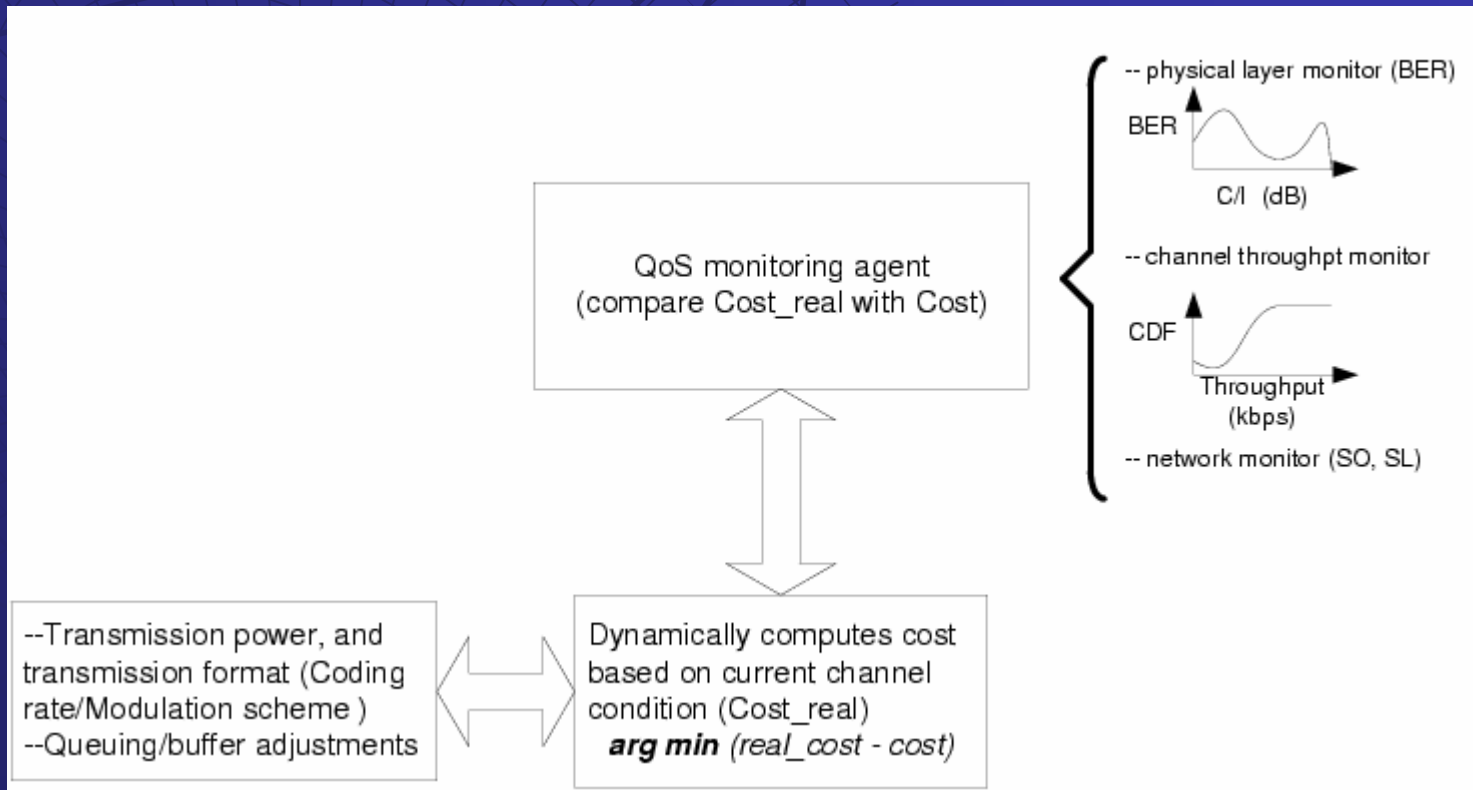 -- physical layer monitor (BER)
BER
C/I (dB)
QoS monitoring agent
(compare Cost_real with Cost)
-- channel throughpt monitor
CDF
Throughput
(kbps)
-- network monitor (SO, SL)
--Transmission power, and
transmission format (Coding
rate/Modulation scheme )
--Queuing/buffer adjustments
Dynamically computes cost
based on current channel
condition (Cost_real)
arg min (real_cost - cost)